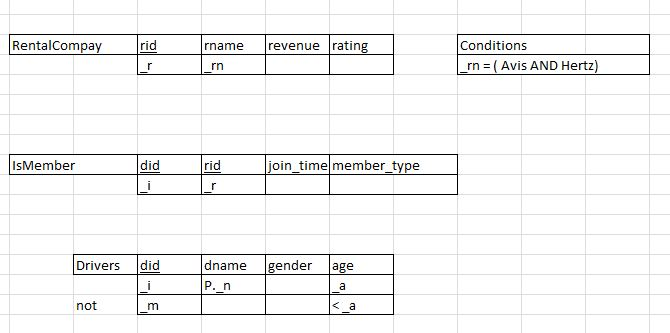 RentalCompay rid rname revenue rating Conditions
_r _rn _rn = ( Avis AND Hertz)
IsMember did rid join_time member_type
_i _r
Drivers did dname gender age
_i P._n _a
not _m < _a